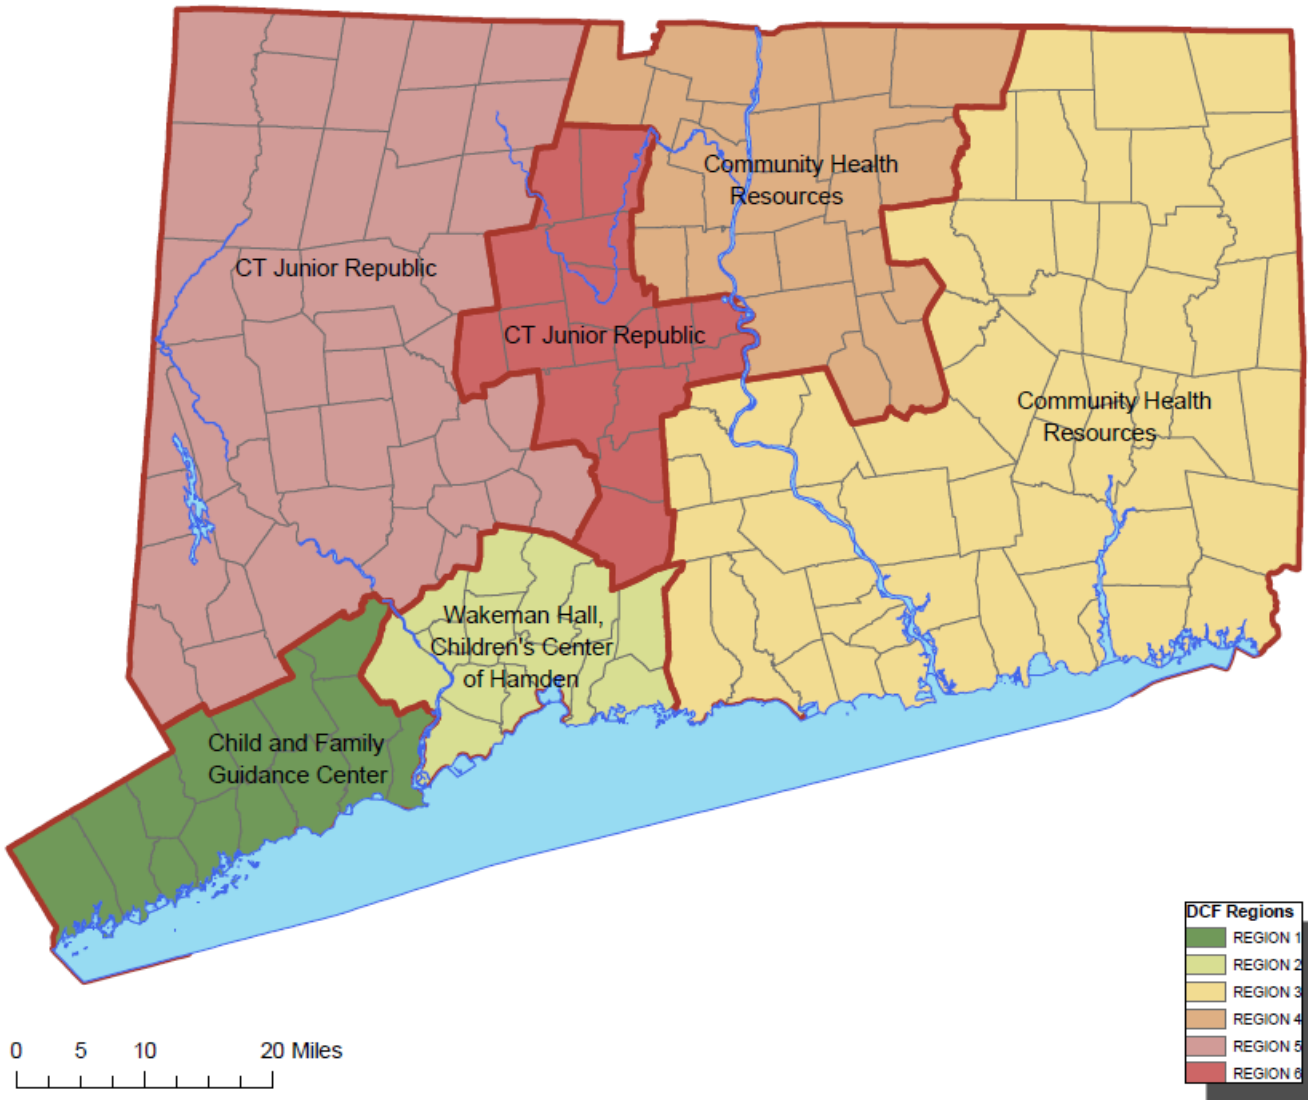 Community Health
Resources
CT Junior Republic
CT Junior Republic
Community Health
Resources
Wakeman Hall,
Children's Center
of Hamden
Child and Family
Guidance Center
DCF Regions
REGION 1
REGION 2
REGION 3
REGION 4
REGION 5
REGION 6
0 5 10 20 Miles